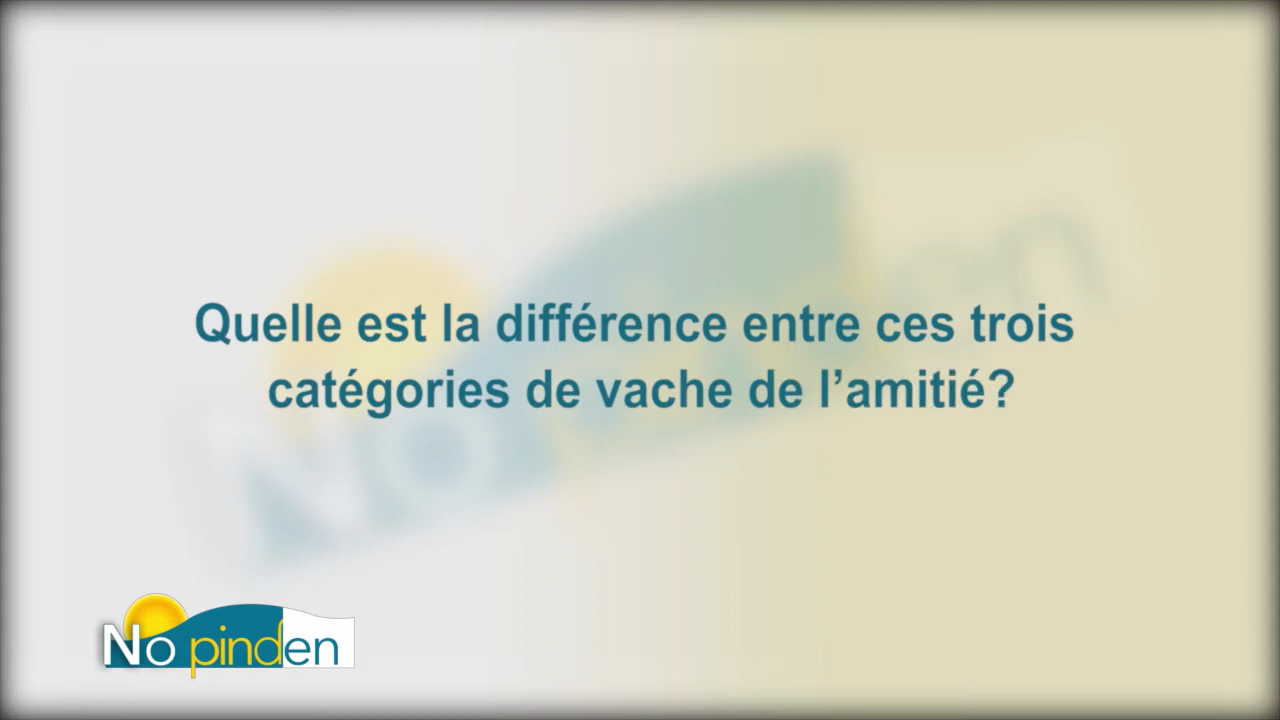 Quelle est la différence entre ces trois
catégories de vache de l’amitié?
No pinden